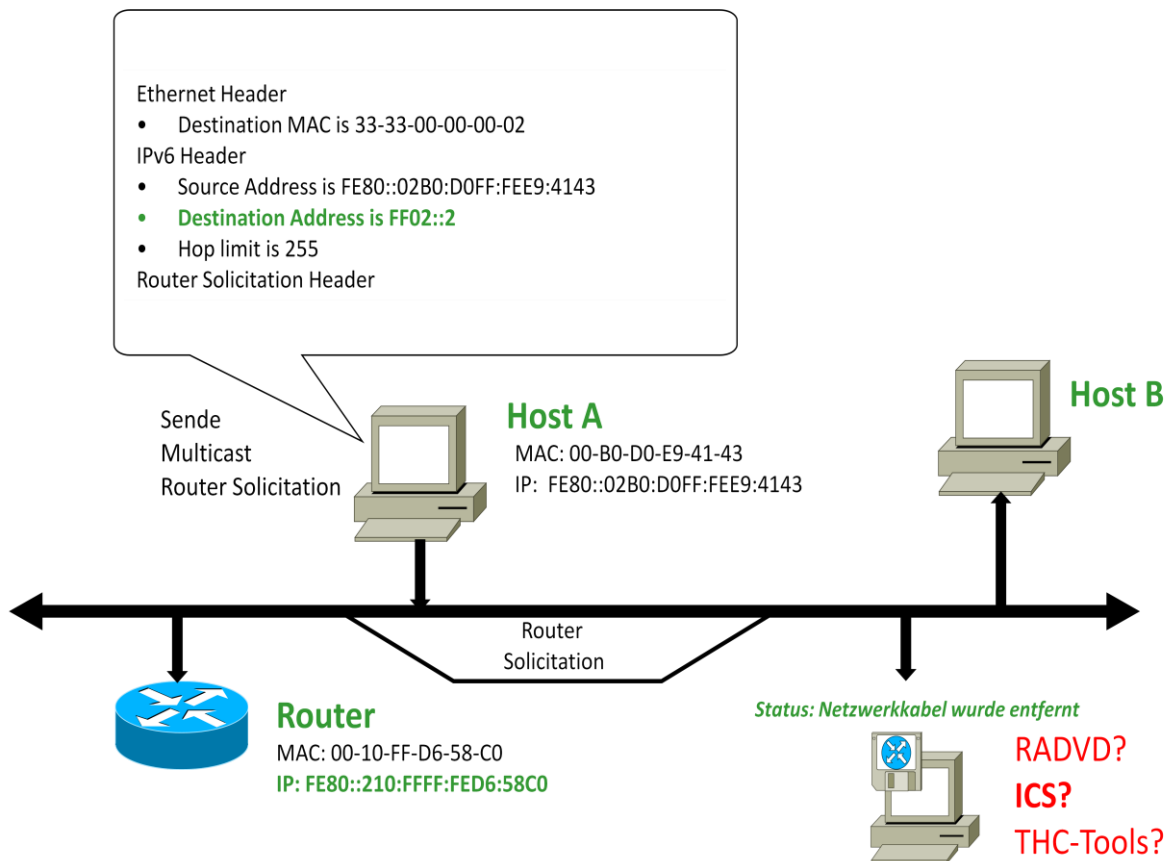 Ethernet Header
• Destination MAC is 33-33-00-00-00-02
IPv6 Header
• Source Address is FE80::02B0:D0FF:FEE9:4143
• Destination Address is FF02::2
• Hop limit is 255
Router Solicitation Header
Sende
Multicast
Router Solicitation
Host A
MAC: 00-B0-D0-E9-41-43
IP: FE80::02B0:D0FF:FEE9:4143
Host B
Router
Solicitation
Router
MAC: 00-10-FF-D6-58-C0
IP: FE80::210:FFFF:FED6:58C0
Status: Netzwerkkabel wurde entfernt
RADVD?
ICS?
THC-Tools?